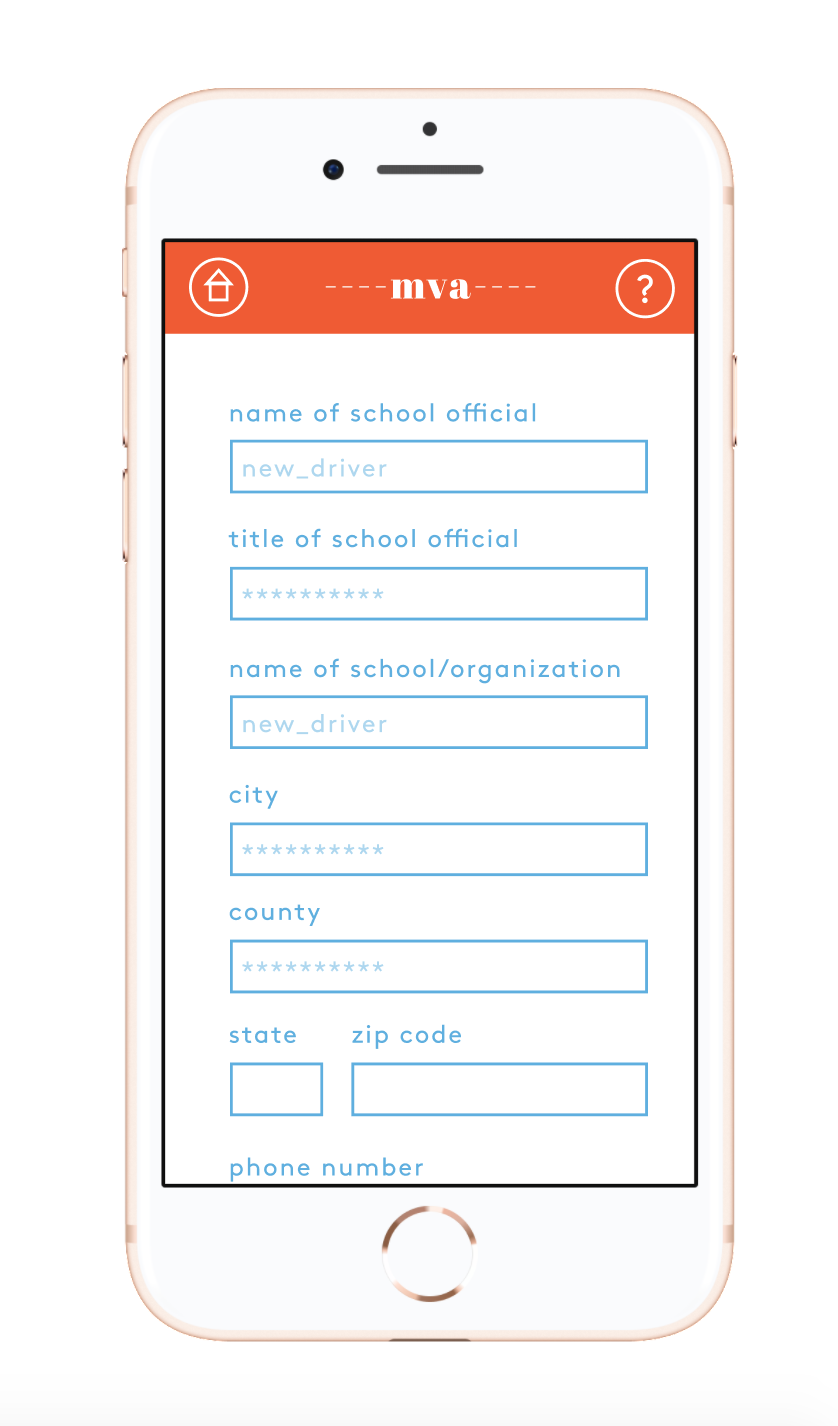 ----mva----
?
name of school official
new_driver
title of school official
**********
name of school/organization
new_driver
city
**********
county
**********
state zip code
phone number